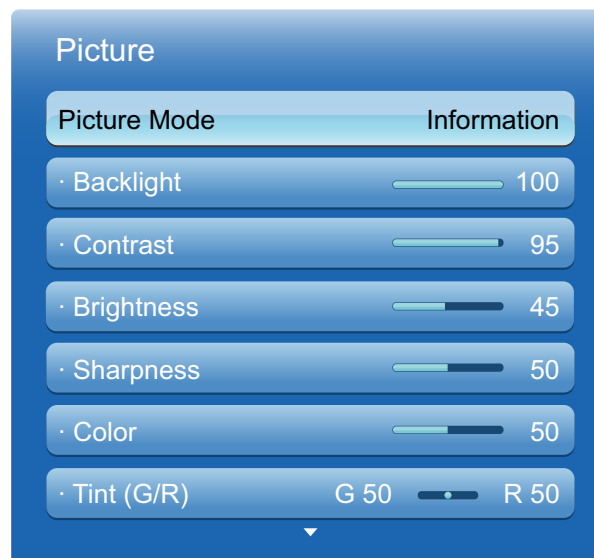 Picture
Picture Mode Information
· Backlight 100
· Contrast 95
· Brightness 45
· Sharpness 50
· Color 50
· Tint (G/R) G 50 R 50